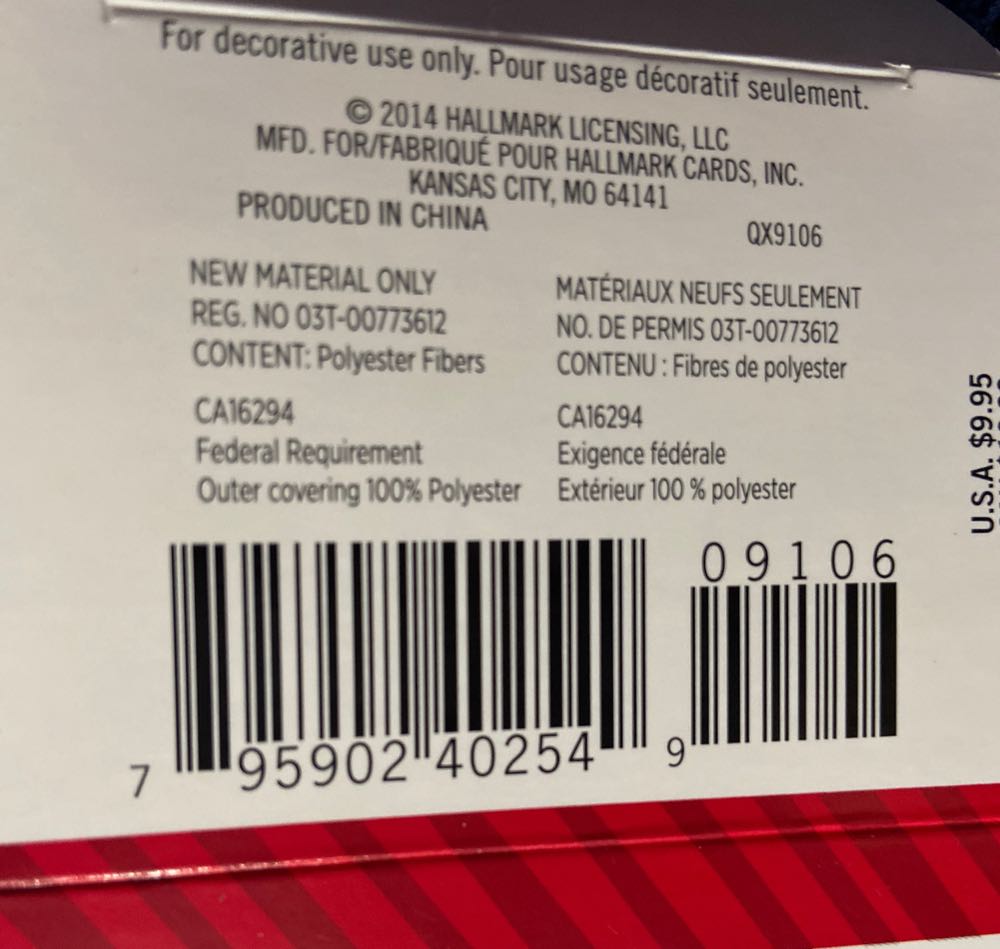 For decorative use only. Pour usage décoratif seulement.
© 2014 HALLMARK LICENSING, LLC
MFD. FOR/FABRIQUÉ POUR HALLMARK CARDS, INC.
KANSAS CITY, MO 64141
PRODUCED IN CHINA
QX9106
NEW MATERIAL ONLY
REG. NO 03T-00773612
CONTENT: Polyester Fibers
MATÉRIAUX NEUFS SEULEMENT
NO. DE PERMIS 03T-00773612
CONTENU : Fibres de polyester
CA16294
Federal Requirement
Outer covering 100% Polyester
CA16294
Exigence fédérale
Extérieur 100 % polyester
U.S.A. $9.95
09106
7 95902 40254 9